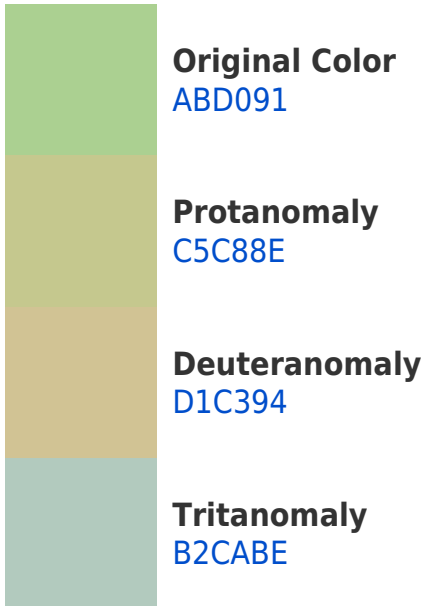 Original Color
ABD091
Protanomaly
C5C88E
Deuteranomaly
D1C394
Tritanomaly
B2CABE